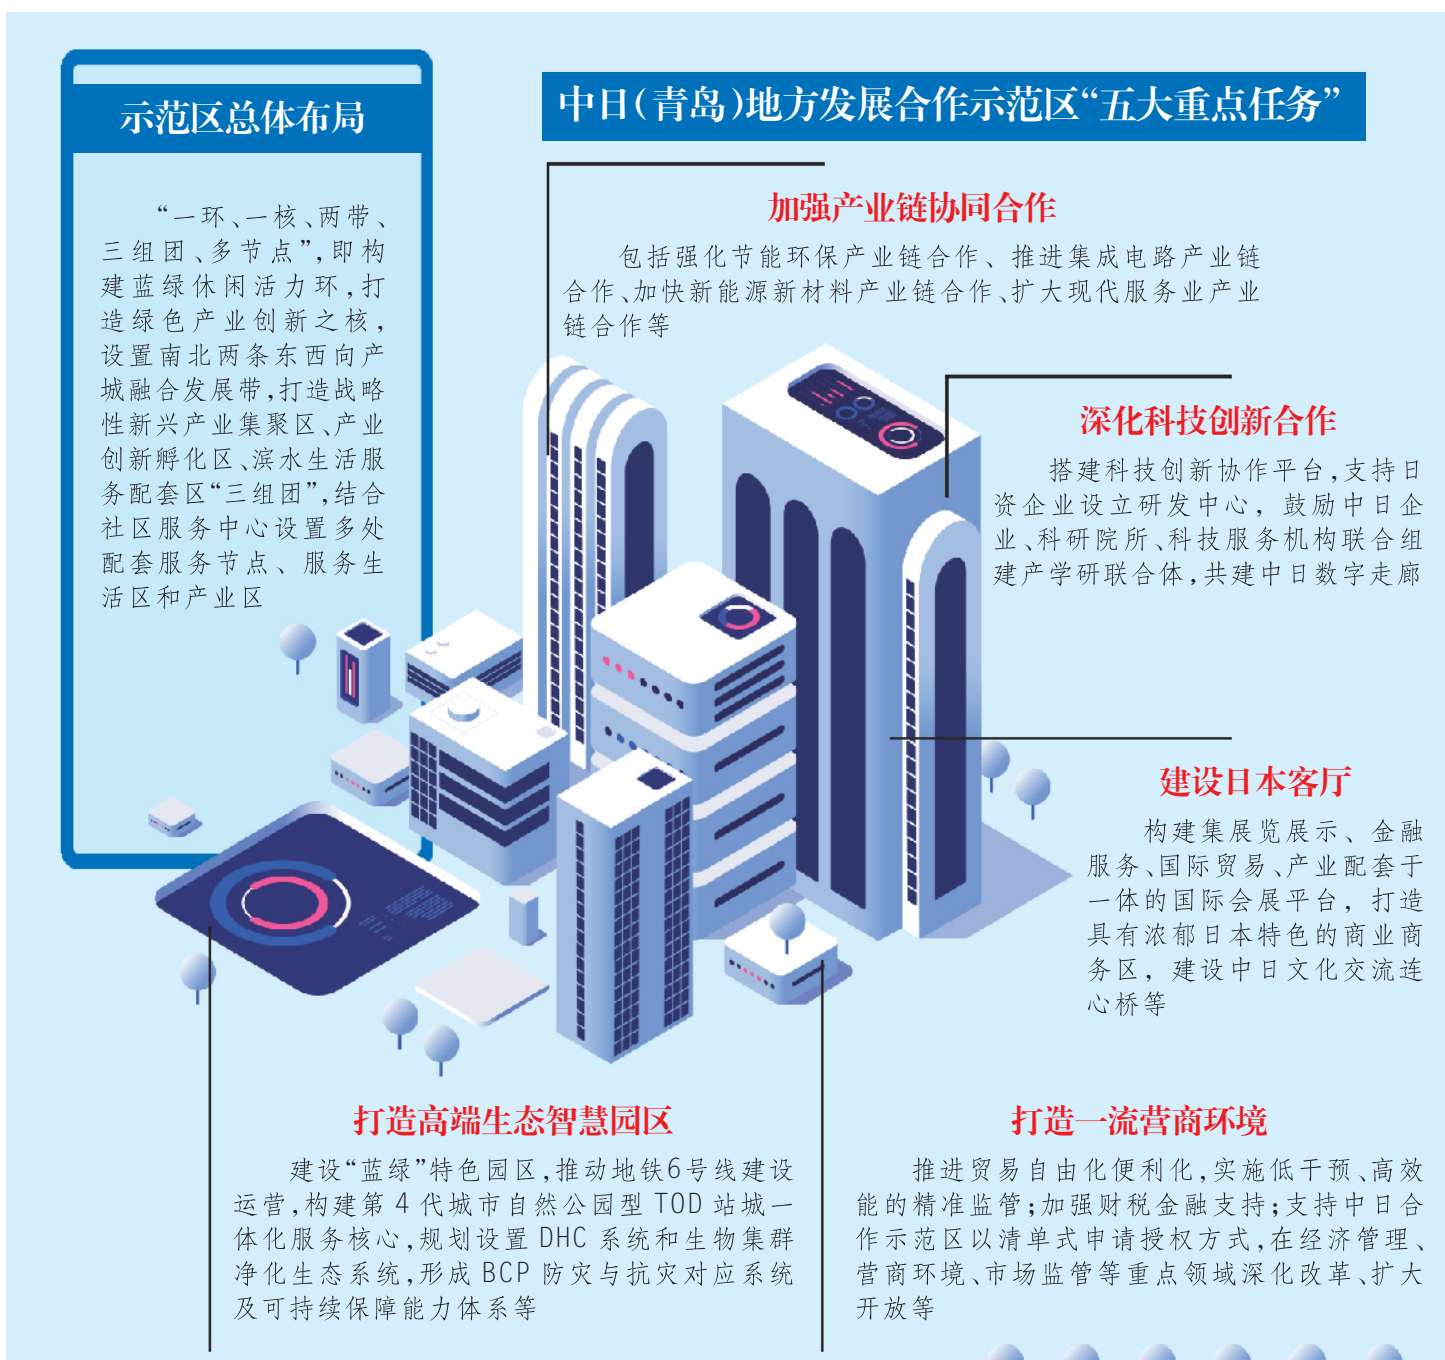 示范区总体布局
“一环、一核、两带、
三组团、多节点”,即构
建蓝绿休闲活力环,打
造绿色产业创新之核,
设置南北两条东西向产
城融合发展带,打造战略
性新兴产业集聚区、产业
创新孵化区、滨水生活服
务配套区“三组团”,结合
社区服务中心设置多处
配套服务节点、服务生
活区和产业区
中日(青岛)地方发展合作示范区“五大重点任务”
加强产业链协同合作
包括强化节能环保产业链合作、推进集成电路产业链
合作、加快新能源新材料产业链合作、扩大现代服务业产业
链合作等
深化科技创新合作
搭建科技创新协作平台,支持日
资企业设立研发中心,鼓励中日企
业、科研院所、科技服务机构联合组
建产学研联合体,共建中日数字走廊
建设日本客厅
构建集展览展示、金融
服务、国际贸易、产业配套于
一体的国际会展平台,打造
具有浓郁日本特色的商业商
务区,建设中日文化交流连
心桥等
打造高端生态智慧园区
建设“蓝绿”特色园区,推动地铁6号线建设
运营,构建第 4 代城市自然公园型 TOD 站城一
体化服务核心,规划设置 DHC 系统和生物集群
净化生态系统,形成 BCP 防灾与抗灾对应系统
及可持续保障能力体系等
打造一流营商环境
推进贸易自由化便利化,实施低干预、高效
能的精准监管;加强财税金融支持;支持中日合
作示范区以清单式申请授权方式,在经济管理、
营商环境、市场监管等重点领域深化改革、扩大
开放等